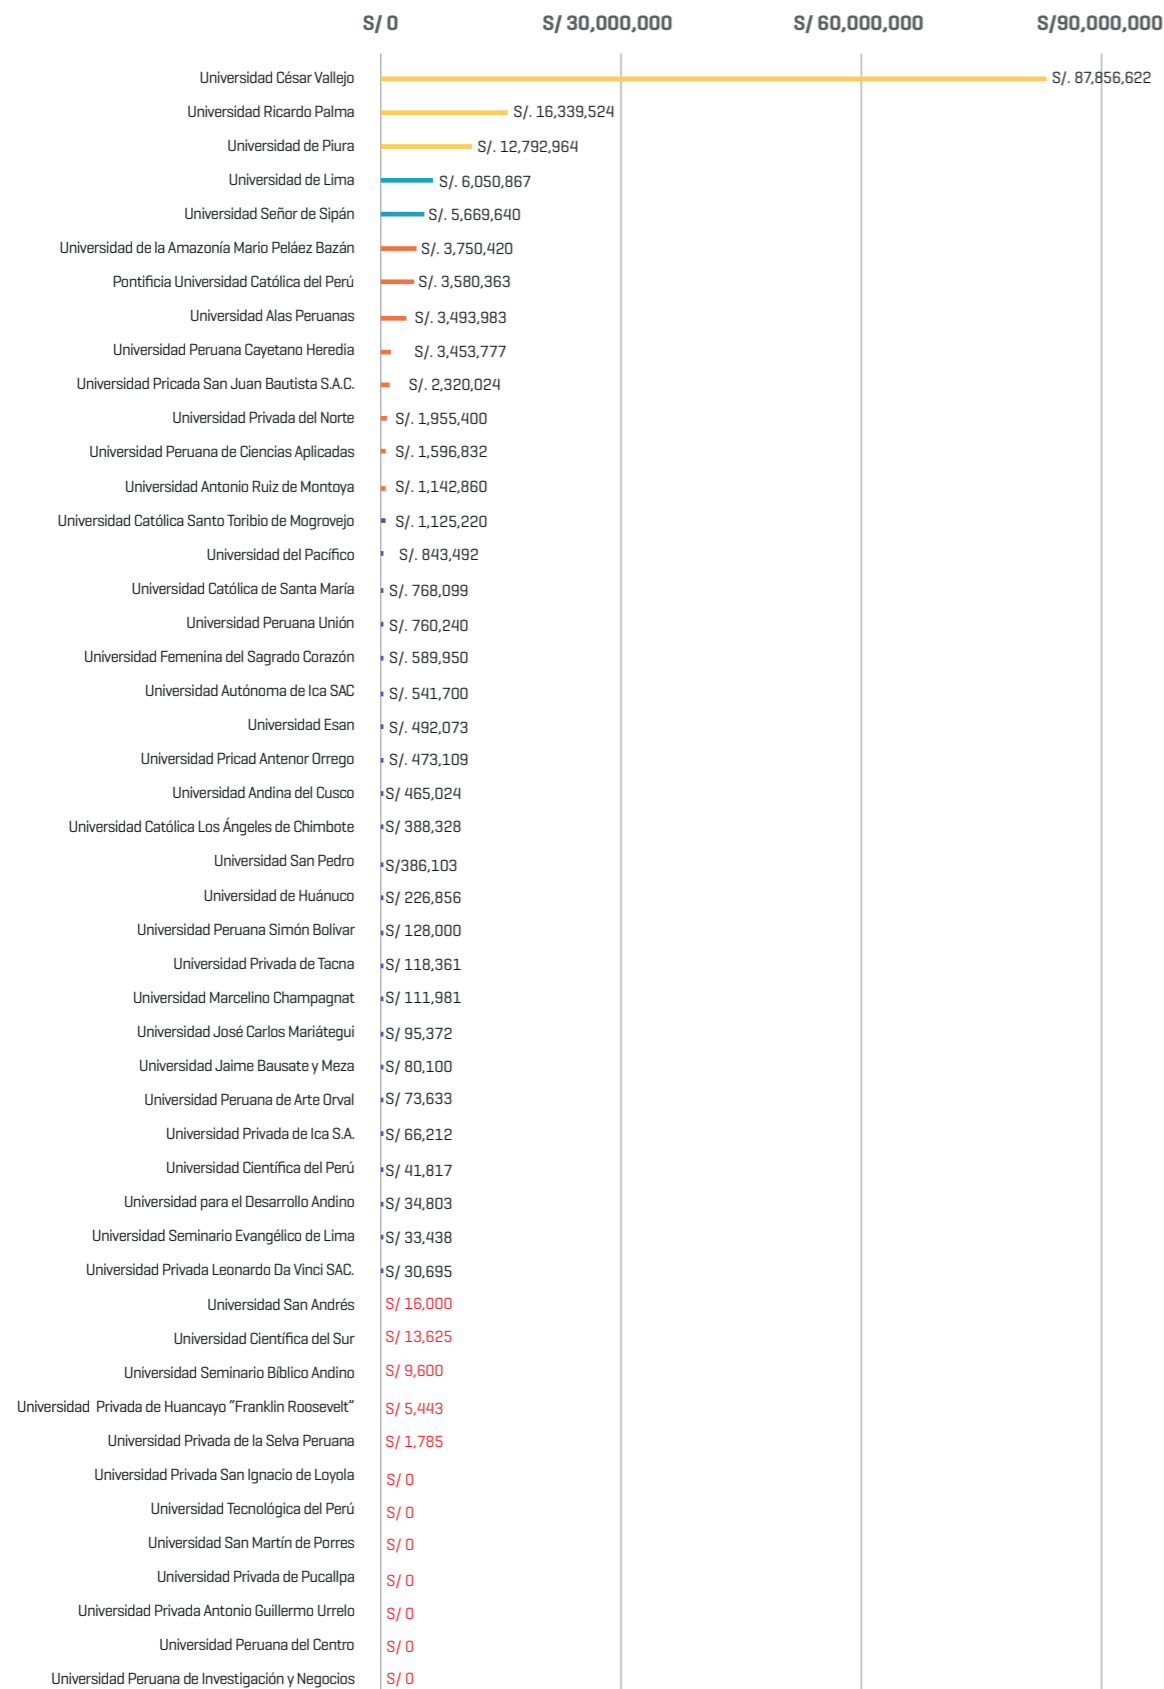 S/ 0 S/ 30,000,000 S/ 60,000,000 S/90,000,000
Universidad César Vallejo S/. 87,856,622
Universidad Ricardo Palma S/. 16,339,524
Universidad de Piura S/. 12,792,964
Universidad de Lima S/. 6,050,867
Universidad Señor de Sipán S/. 5,669,640
Universidad de la Amazonía Mario Peláez Bazán S/. 3,750,420
Pontificia Universidad Católica del Perú S/. 3,580,363
Universidad Alas Peruanas S/. 3,493,983
Universidad Peruana Cayetano Heredia S/. 3,453,777
Universidad Pricada San Juan Bautista S.A.C. S/. 2,320,024
Universidad Privada del Norte S/. 1,955,400
Universidad Peruana de Ciencias Aplicadas S/. 1,596,832
Universidad Antonio Ruiz de Montoya S/. 1,142,860
Universidad Católica Santo Toribio de Mogrovejo S/. 1,125,220
Universidad del Pacífico S/. 843,492
Universidad Católica de Santa María S/. 768,099
Universidad Peruana Unión S/. 760,240
Universidad Femenina del Sagrado Corazón S/. 589,950
Universidad Autónoma de Ica SAC S/. 541,700
Universidad Esan S/. 492,073
Universidad Pricad Antenor Orrego S/. 473,109
Universidad Andina del Cusco S/ 465,024
Universidad Católica Los Ángeles de Chimbote S/ 388,328
Universidad San Pedro S/386,103
Universidad de Huánuco S/ 226,856
Universidad Peruana Simón Bolivar S/ 128,000
Universidad Privada de Tacna S/ 118,361
Universidad Marcelino Champagnat S/ 111,981
Universidad José Carlos Mariátegui S/ 95,372
Universidad Jaime Bausate y Meza S/ 80,100
Universidad Peruana de Arte Orval S/ 73,633
Universidad Privada de Ica S.A. S/ 66,212
Universidad Científica del Perú S/ 41,817
Universidad para el Desarrollo Andino S/ 34,803
Universidad Seminario Evangélico de Lima S/ 33,438
Universidad Privada Leonardo Da Vinci SAC. S/ 30,695
Universidad San Andrés S/ 16,000
Universidad Científica del Sur S/ 13,625
Universidad Seminario Bíblico Andino S/ 9,600
Universidad Privada de Huancayo "Franklin Roosevelt" S/ 5,443
Universidad Privada de la Selva Peruana S/ 1,785
Universidad Privada San Ignacio de Loyola S/ 0
Universidad Tecnológica del Perú S/ 0
Universidad San Martín de Porres S/ 0
Universidad Privada de Pucallpa S/ 0
Universidad Privada Antonio Guillermo Urrelo S/ 0
Universidad Peruana del Centro S/ 0
Universidad Peruana de Investigación y Negocios S/ 0